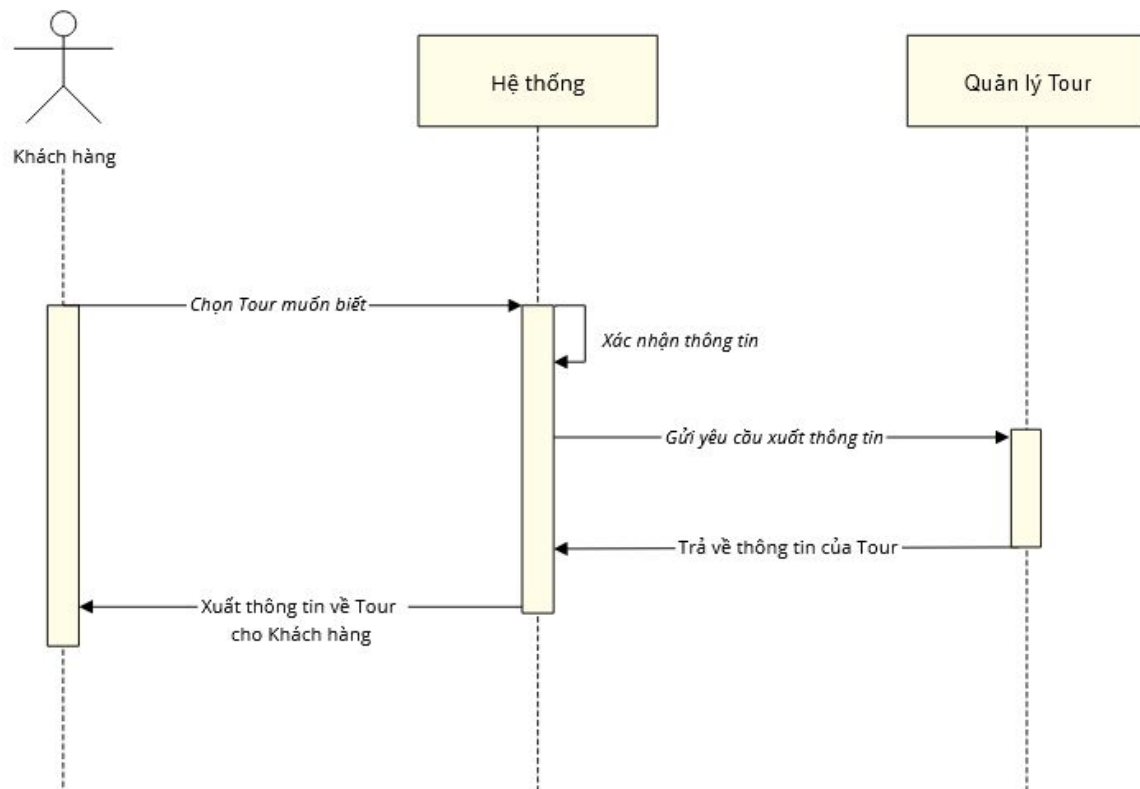 Hệ thống
Quản lý Tour
Khách hàng
Chọn Tour muốn biết
Xác nhận thông tin
Gửi yêu cầu xuất thông tin
Trả về thông tin của Tour
Xuất thông tin về Tour
cho Khách hàng